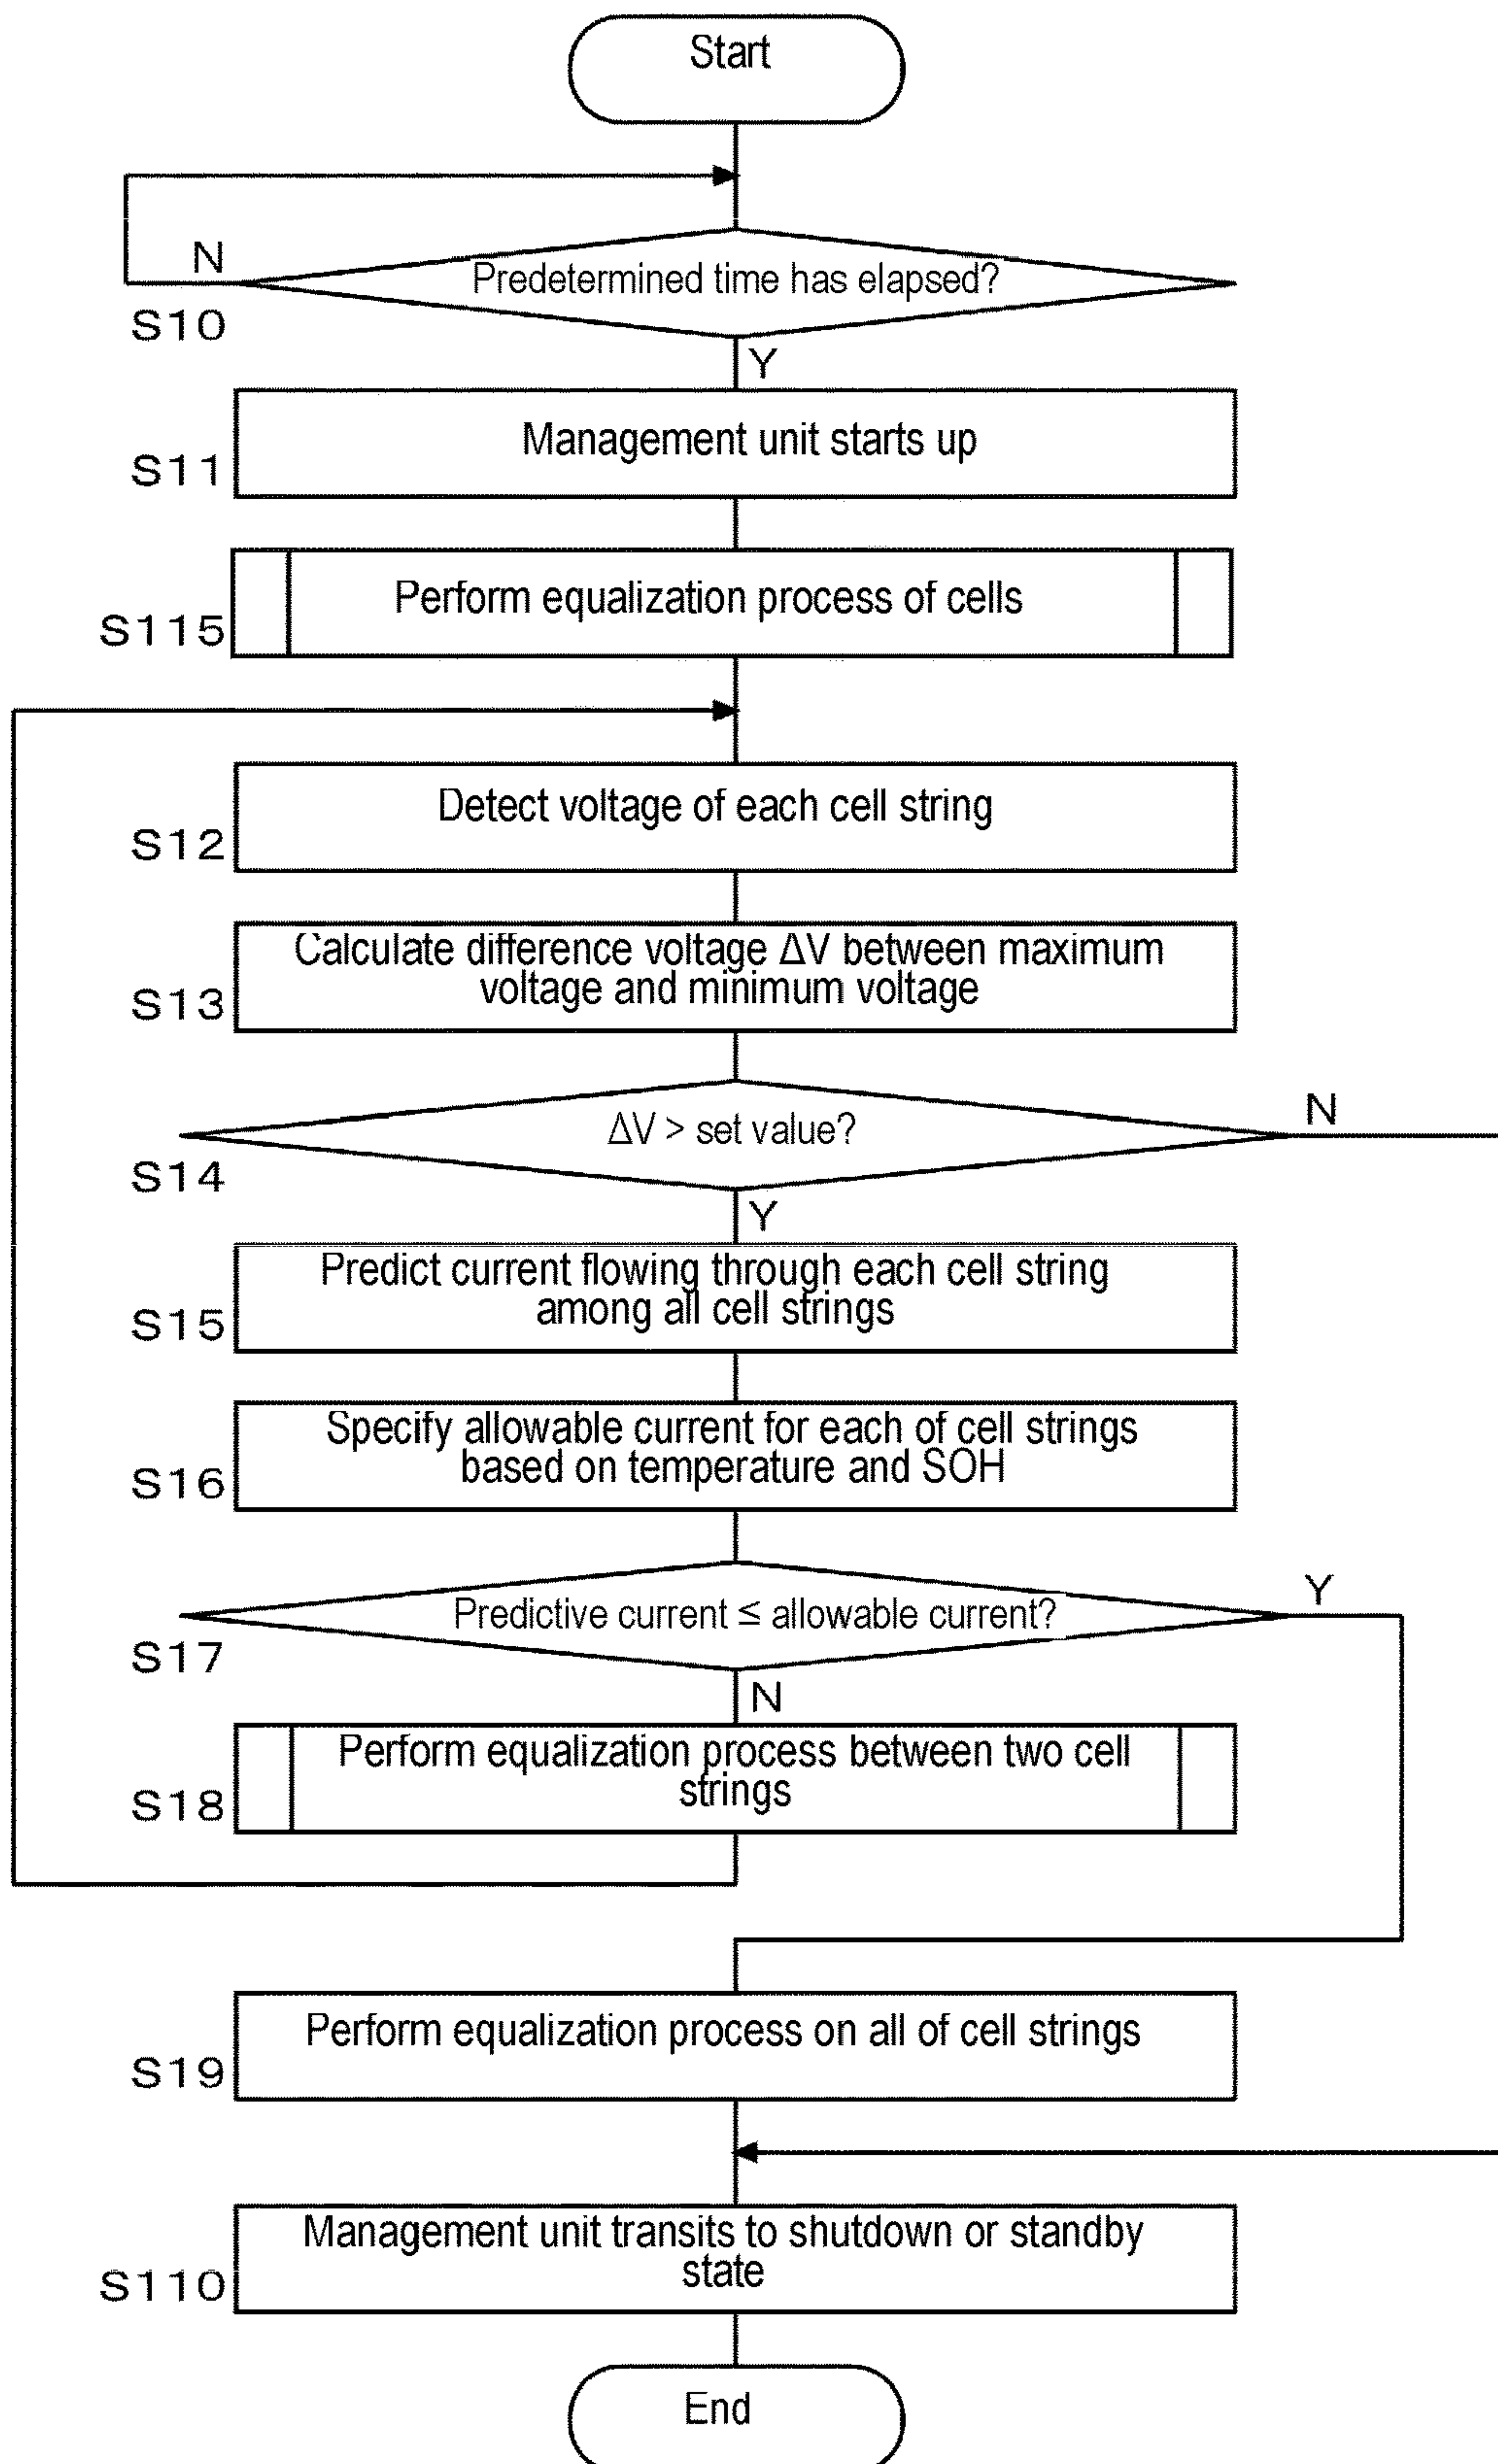 Start
N
Predetermined time has elapsed?
S10
Y
Management unit starts up
S11
Perform equalization process of cells
S115
Detect voltage of each cell string
S12
Calculate difference voltage ΔV between maximum
voltage and minimum voltage
S13
ΔV > set value?
N
S14
Y
Predict current flowing through each cell string
among all cell strings
S15
Specify allowable current for each of cell strings
based on temperature and SOH
S16
Predictive current ≤ allowable current?
Y
S17
N
Perform equalization process between two cell
strings
S18
Perform equalization process on all of cell strings
S19
Management unit transits to shutdown or standby
state
S110
End